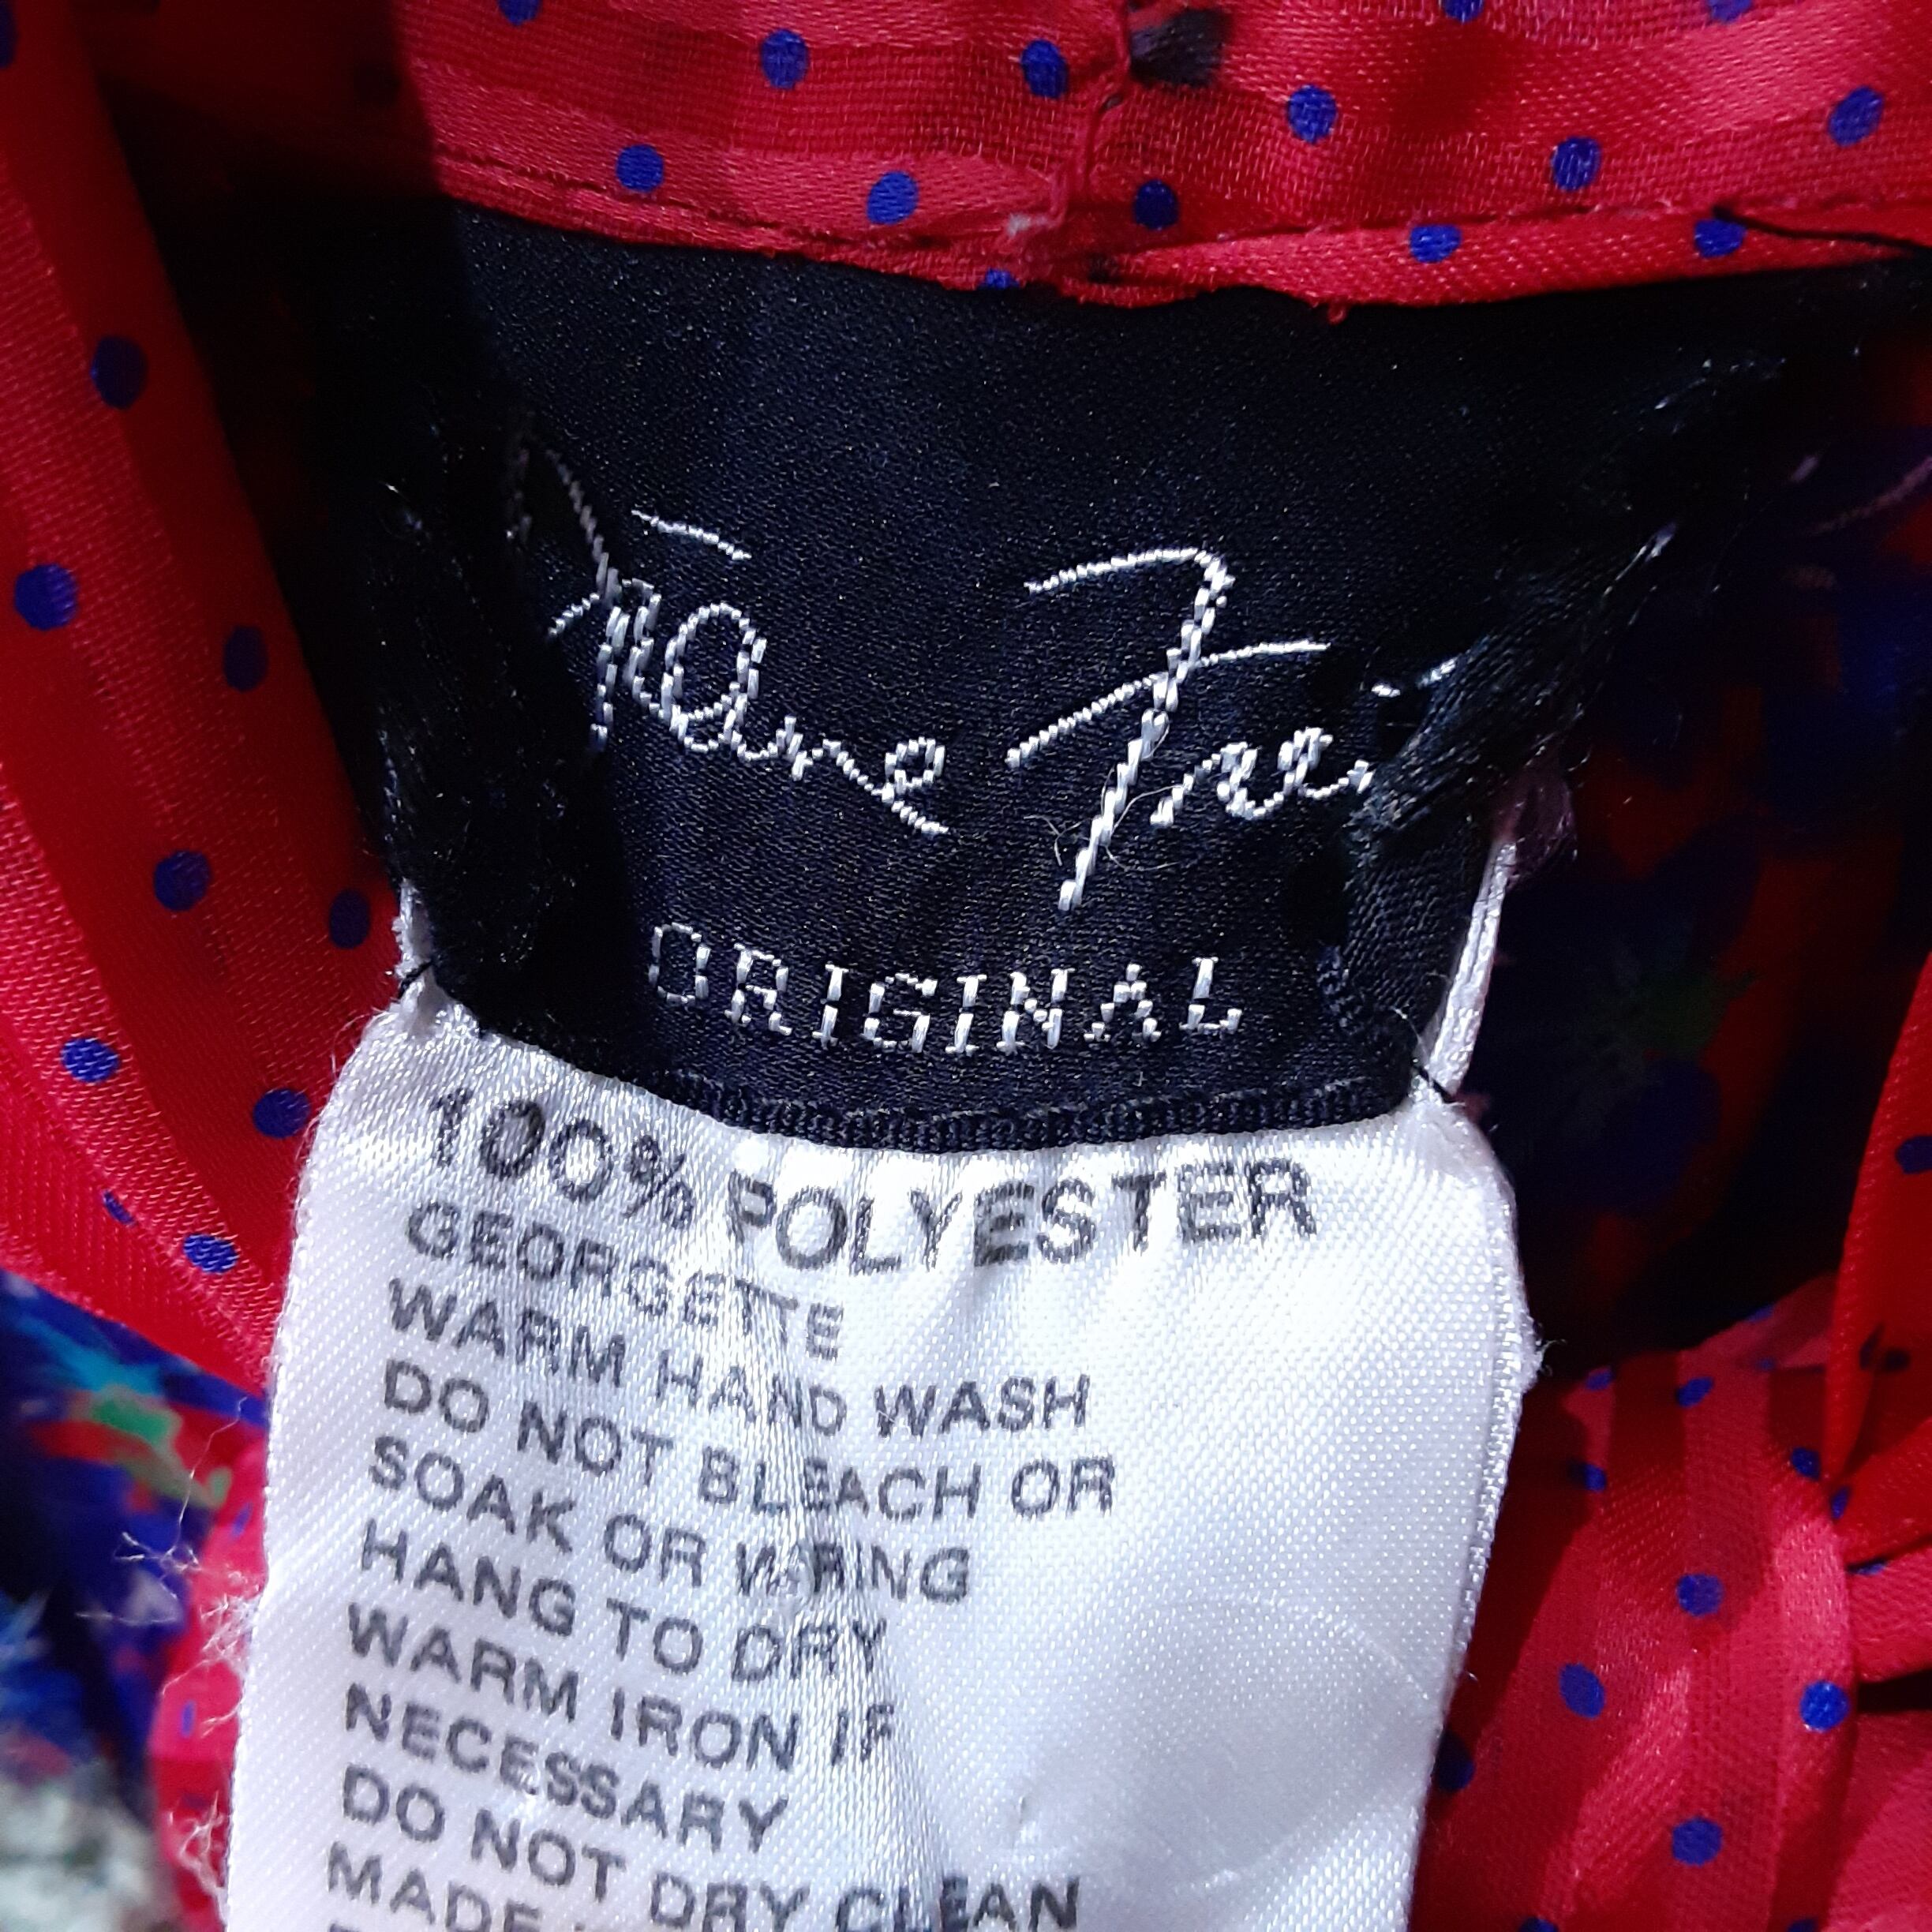 ORIGINAL
100% POLYESTER
GEORGETTE
WARM HAND WASH
DO NOT BLEACH OR
SOAK OR WRING
HANG TO DRY
WARM IRON IF
NECESSARY
DO NOT DRY CLEAN
MADE